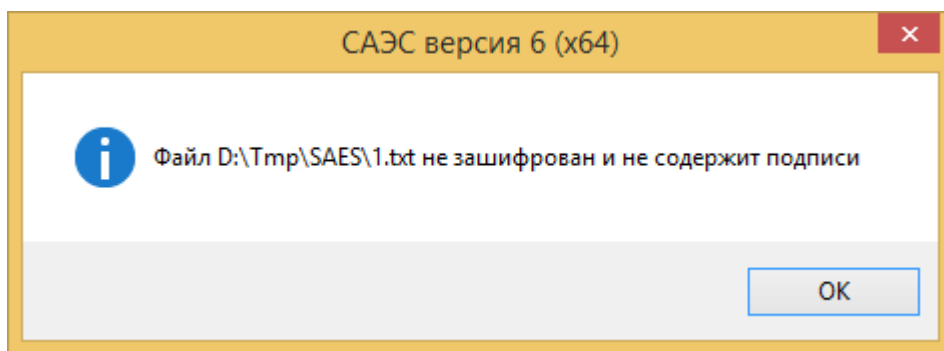 САЭС версия 6 (x64)
Файл D:\Tmp\SAES\1.txt не зашифрован и не содержит подписи
OK